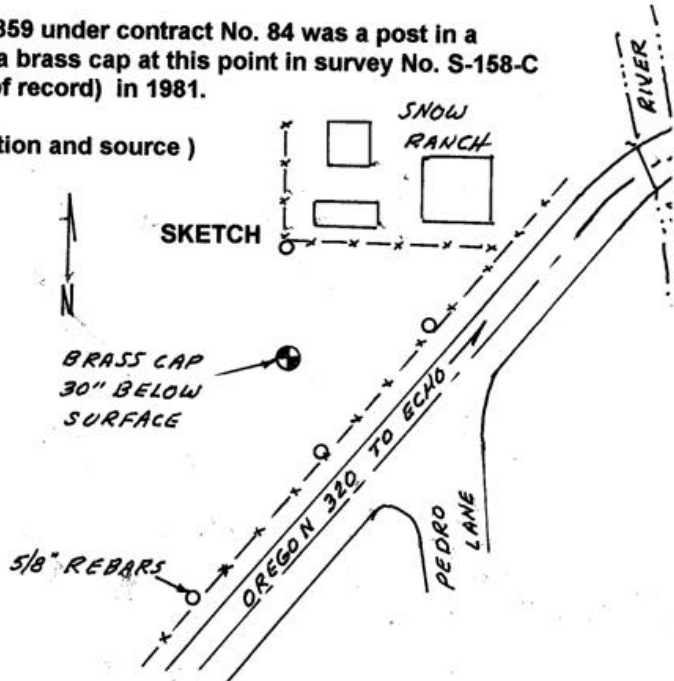 359 under contract No. 84 was a post in a
a brass cap at this point in survey No. S-158-C
of record) in 1981.
tion and source )
SNOW
RANCH
RIVER
SKETCH
N
BRASS CAP
30" BELOW
SURFACE
OREGON 320 TO ECHO
PEDRO
LANE
5/8" REBARS